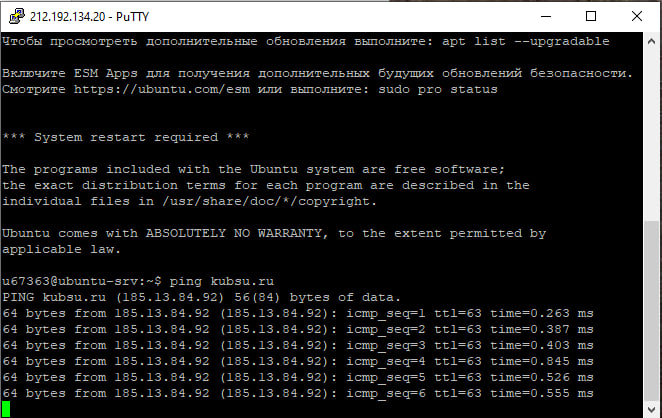 212.192.134.20 - PuTTY
Чтобы просмотреть дополнительные обновления выполните: apt list --upgradable
Включите ESM Apps для получения дополнительных будущих обновлений безопасности.
Смотрите https://ubuntu.com/esm или выполните: sudo pro status
*** System restart required ***
The programs included with the Ubuntu system are free software;
the exact distribution terms for each program are described in the
individual files in /usr/share/doc/*/copyright.
Ubuntu comes with ABSOLUTELY NO WARRANTY, to the extent permitted by
applicable law.
u67363@ubuntu-srv:~$ ping kubsu.ru
PING kubsu.ru (185.13.84.92) 56(84) bytes of data.
64 bytes from 185.13.84.92 (185.13.84.92): icmp_seq=1 ttl=63 time=0.263 ms
64 bytes from 185.13.84.92 (185.13.84.92): icmp_seq=2 ttl=63 time=0.387 ms
64 bytes from 185.13.84.92 (185.13.84.92): icmp_seq=3 ttl=63 time=0.403 ms
64 bytes from 185.13.84.92 (185.13.84.92): icmp_seq=4 ttl=63 time=0.845 ms
64 bytes from 185.13.84.92 (185.13.84.92): icmp_seq=5 ttl=63 time=0.526 ms
64 bytes from 185.13.84.92 (185.13.84.92): icmp_seq=6 ttl=63 time=0.555 ms